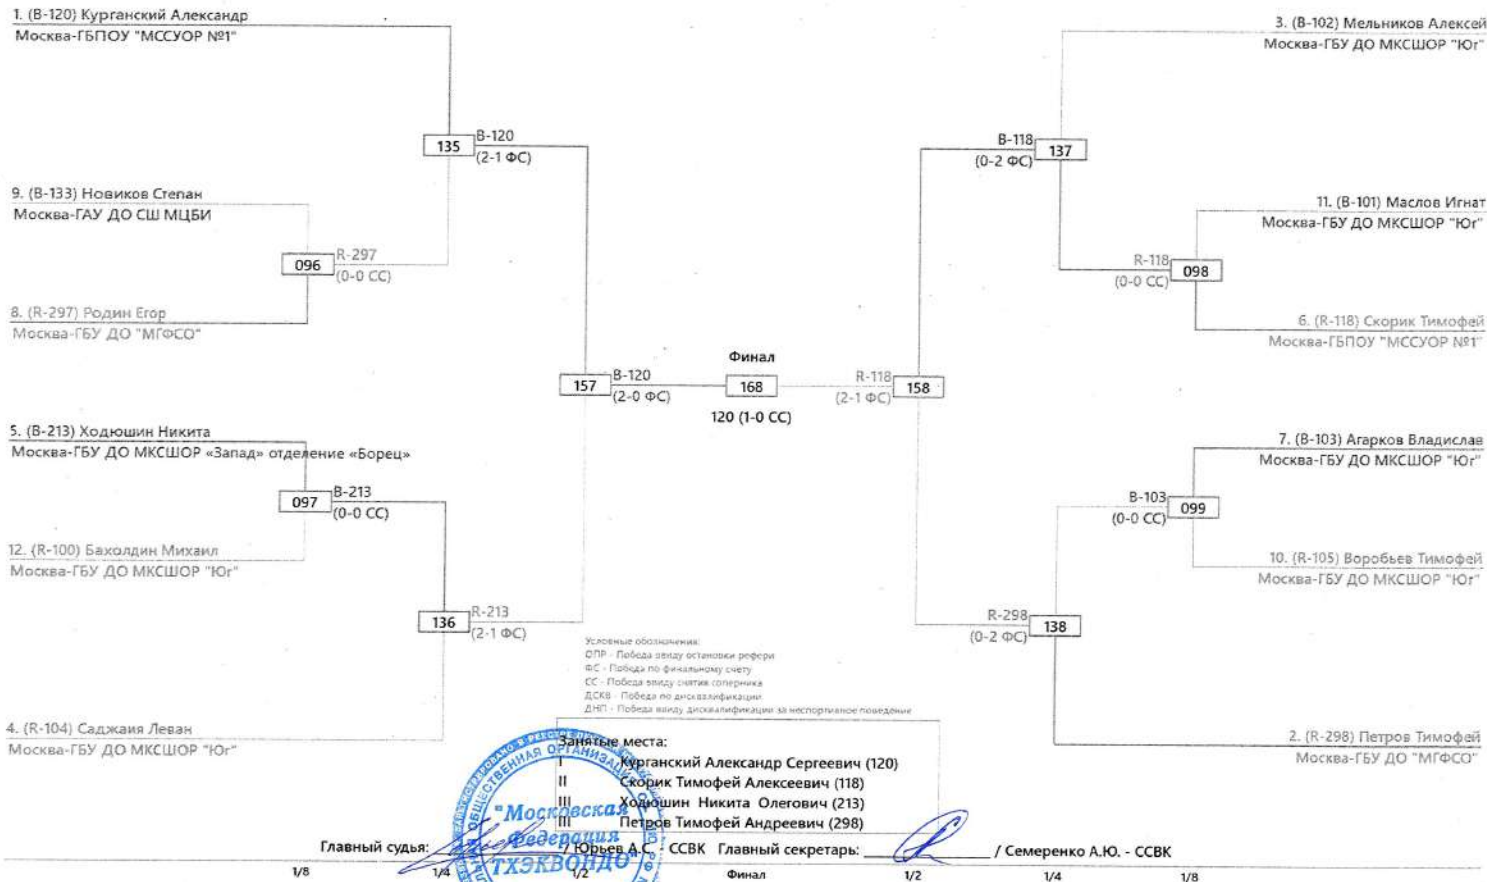 1. (B-120) Курганский Александр
Москва-ГБПОУ "МССУОР №1"
135
B-120
(2-1 ФС)
9. (B-133) Новиков Степан
Москва-ГАУ ДО СШ МЦБИ
096
R-297
(0-0 СС)
8. (R-297) Родин Егор
Москва-ГБУ ДО "МГФСО"
157
B-120
(2-0 ФС)
5. (B-213) Ходюшин Никита
Москва-ГБУ ДО МКСШОР «Запад» отделение «Борец»
097
B-213
(0-0 СС)
12. (R-100) Бахолдин Михаил
Москва-ГБУ ДО МКСШОР "Юг"
136
R-213
(2-1 ФС)
4. (R-104) Саджаия Леван
Москва-ГБУ ДО МКСШОР "Юг"
Финал
168
120 (1-0 СС)
3. (B-102) Мельников Алексей
Москва-ГБУ ДО МКСШОР "Юг"
B-118
(0-2 ФС)
137
11. (B-101) Маслов Игнат
Москва-ГБУ ДО МКСШОР "Юг"
R-118
(0-0 СС)
098
6. (R-118) Скорик Тимофей
Москва-ГБПОУ "МССУОР №1"
R-118
(2-1 ФС)
158
7. (B-103) Агарков Владислав
Москва-ГБУ ДО МКСШОР "Юг"
B-103
(0-0 СС)
099
10. (R-105) Воробьев Тимофей
Москва-ГБУ ДО МКСШОР "Юг"
R-298
(0-2 ФС)
138
2. (R-298) Петров Тимофей
Москва-ГБУ ДО "МГФСО"
Условные обозначения:
ОПР - Победа ввиду остановки рефери
ФС - Победа по финальному счету
СС - Победа ввиду снятия соперника
ДСКВ - Победа по дисквалификации
ДНП - Победа ввиду дисквалификации за неспортивное поведение
Занятые места:
I Курганский Александр Сергеевич (120)
II Скорик Тимофей Алексеевич (118)
III Ходюшин Никита Олегович (213)
III Петров Тимофей Андреевич (298)
ОБЩЕСТВЕННАЯ ОРГАНИЗАЦИЯ
"Московская
Федерация
ТХЭКВОНДО"
Главный судья: / Юрьев А.С. - ССВК Главный секретарь: / Семеренко А.Ю. - ССВК
1/8 1/4 1/2 Финал 1/2 1/4 1/8